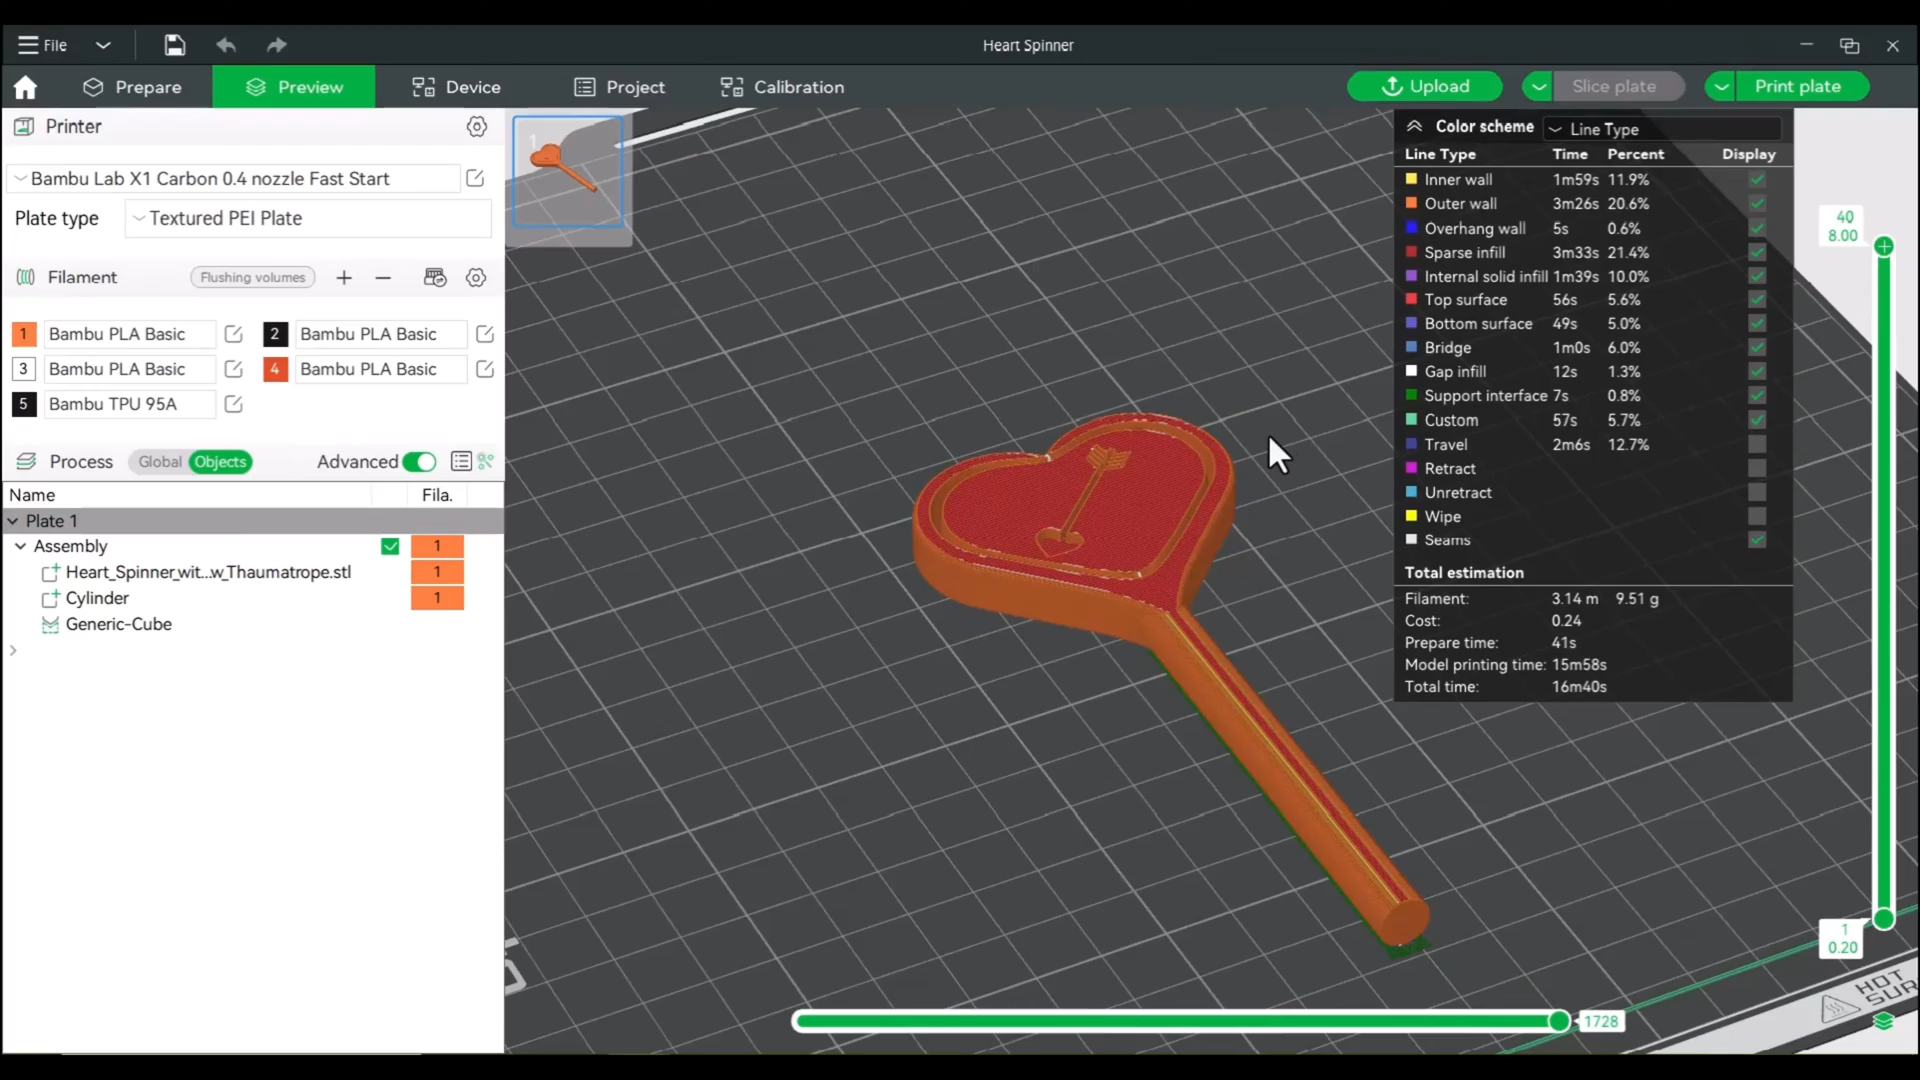 File
Heart Spinner
Prepare
Preview
Device
Project
Calibration
Upload
Slice plate
Print plate
Printer
Bambu Lab X1 Carbon 0.4 nozzle Fast Start
Plate type
Textured PEI Plate
Filament
Flushing volumes
1 Bambu PLA Basic
2 Bambu PLA Basic
3 Bambu PLA Basic
4 Bambu PLA Basic
5 Bambu TPU 95A
Process
Global
Objects
Advanced
Name
Fila.
Plate 1
Assembly 1
Heart_Spinner_wit...w_Thaumatrope.stl 1
Cylinder 1
Generic-Cube
1
Color scheme
Line Type
Line Type Time Percent Display
Inner wall 1m59s 11.9%
Outer wall 3m26s 20.6%
Overhang wall 5s 0.6%
Sparse infill 3m33s 21.4%
Internal solid infill 1m39s 10.0%
Top surface 56s 5.6%
Bottom surface 49s 5.0%
Bridge 1m0s 6.0%
Gap infill 12s 1.3%
Support interface 7s 0.8%
Custom 57s 5.7%
Travel 2m6s 12.7%
Retract
Unretract
Wipe
Seams
Total estimation
Filament: 3.14 m 9.51 g
Cost: 0.24
Prepare time: 41s
Model printing time: 15m58s
Total time: 16m40s
40
8.00
1
0.20
1728
HOT
SUR